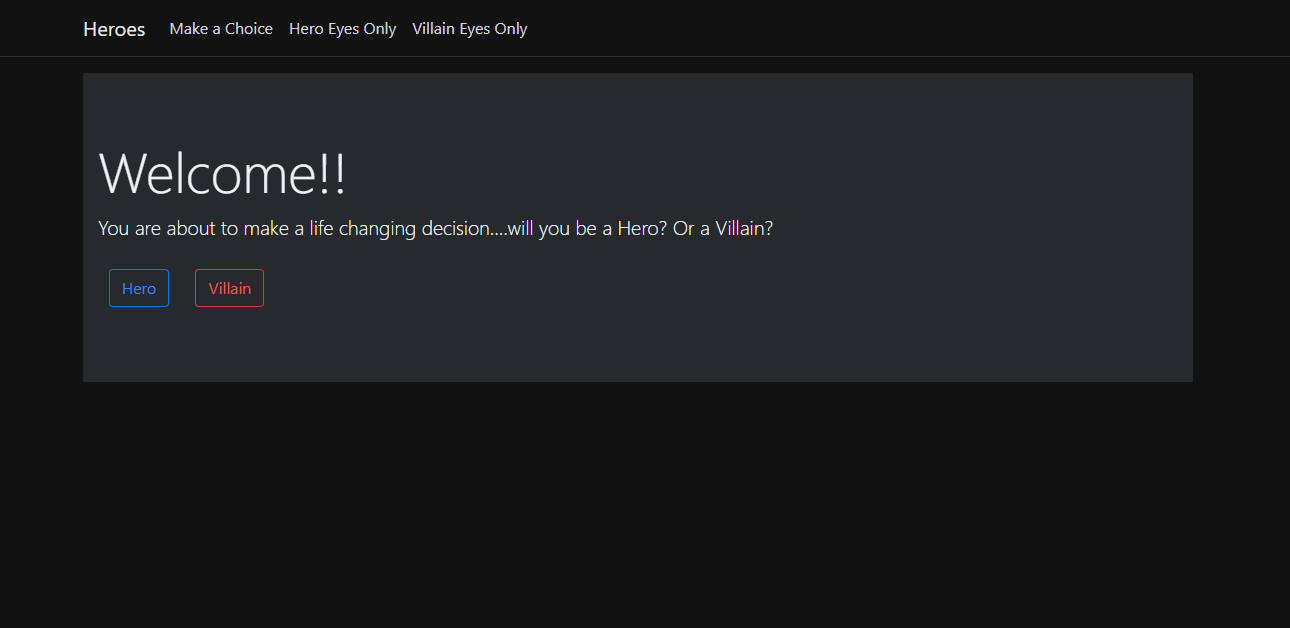 Heroes Make a Choice Hero Eyes Only Villain Eyes Only
Welcome!!
You are about to make a life changing decision....will you be a Hero? Or a Villain?
Hero Villain